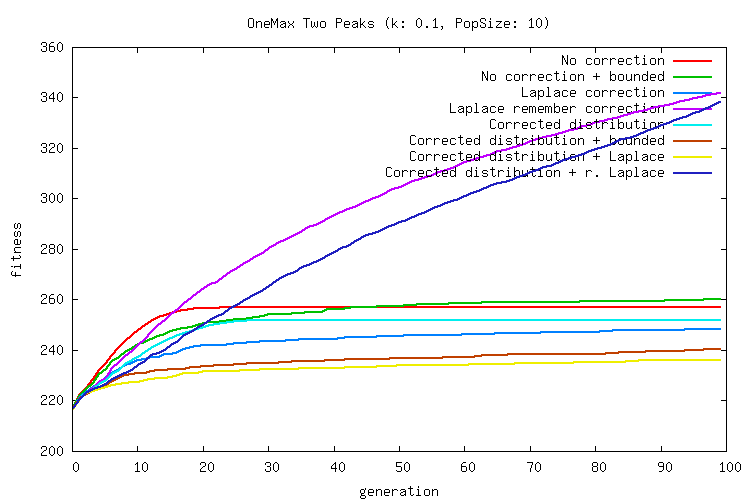 OneMax Two Peaks (k: 0.1, PopSize: 10)
360
340
320
300
280
260
240
220
200
fitness
No correction
No correction + bounded
Laplace correction
Laplace remember correction
Corrected distribution
Corrected distribution + bounded
Corrected distribution + Laplace
Corrected distribution + r. Laplace
0 10 20 30 40 50 60 70 80 90 100
generation